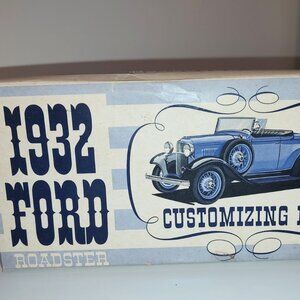 1932
FORD
ROADSTER
CUSTOMIZING